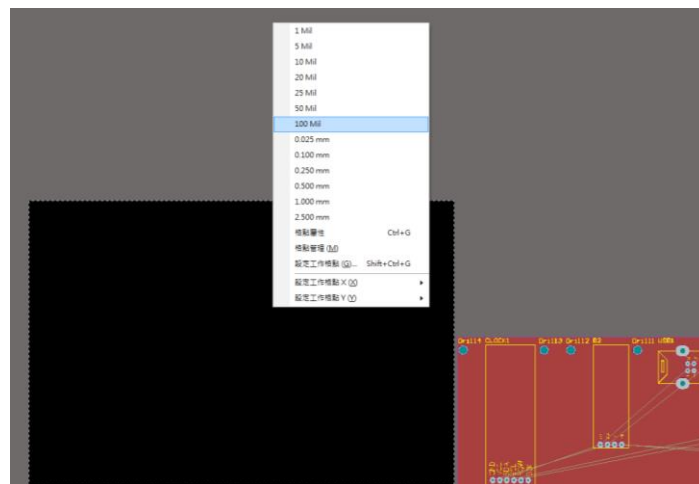 1 Mil
5 Mil
10 Mil
20 Mil
25 Mil
50 Mil
100 Mil
0.025 mm
0.100 mm
0.250 mm
0.500 mm
1.000 mm
2.500 mm
格點屬性 Ctrl+G
格點管理 (M)
設定工作格點 (G)... Shift+Ctrl+G
設定工作格點 X (X)
設定工作格點 Y (Y)
Drill4 CLOCK1 Drill3 Drill2 Drill1